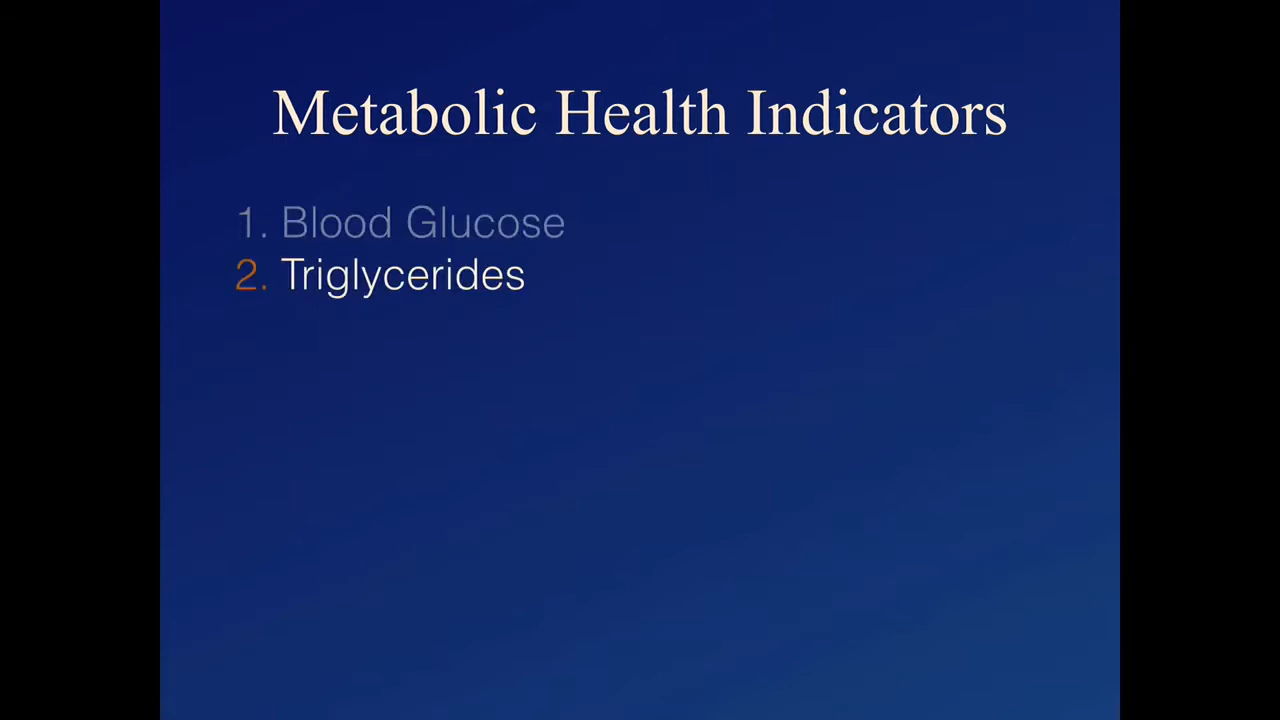 Metabolic Health Indicators
1. Blood Glucose
2. Triglycerides